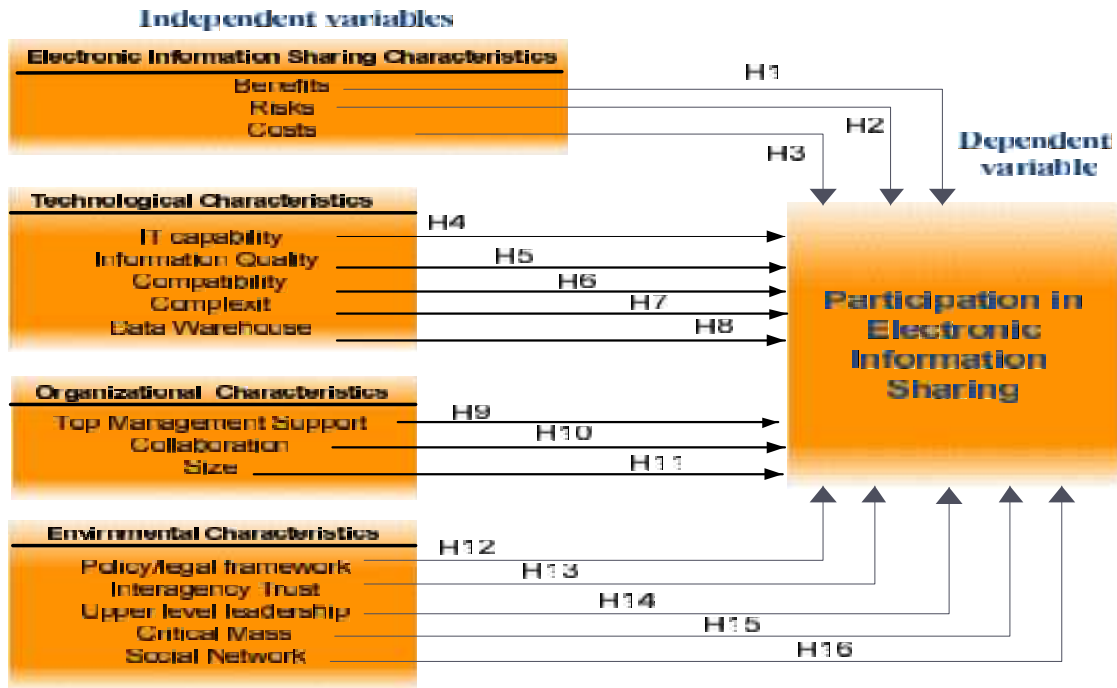 Independent variables
Electronic Information Sharing Characteristics
Benefits
Risks
Costs
H1
H2
H3
Dependent
variable
Technological Characteristics
IT capability
Information Quality
Compatibility
Complexit
Data Warehouse
H4
H5
H6
H7
H8
Participation in
Electronic
Information
Sharing
Organizational Characteristics
Top Management Support
Collaboration
Size
H9
H10
H11
Envirnmental Characteristics
Policy/legal framework
Interagency Trust
Upper level leadership
Critical Mass
Social Network
H12
H13
H14
H15
H16